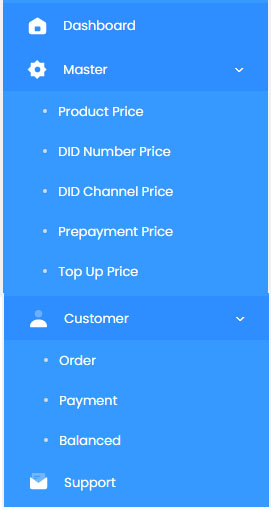 Dashboard
Master
Product Price
DID Number Price
DID Channel Price
Prepayment Price
Top Up Price
Customer
Order
Payment
Balanced
Support